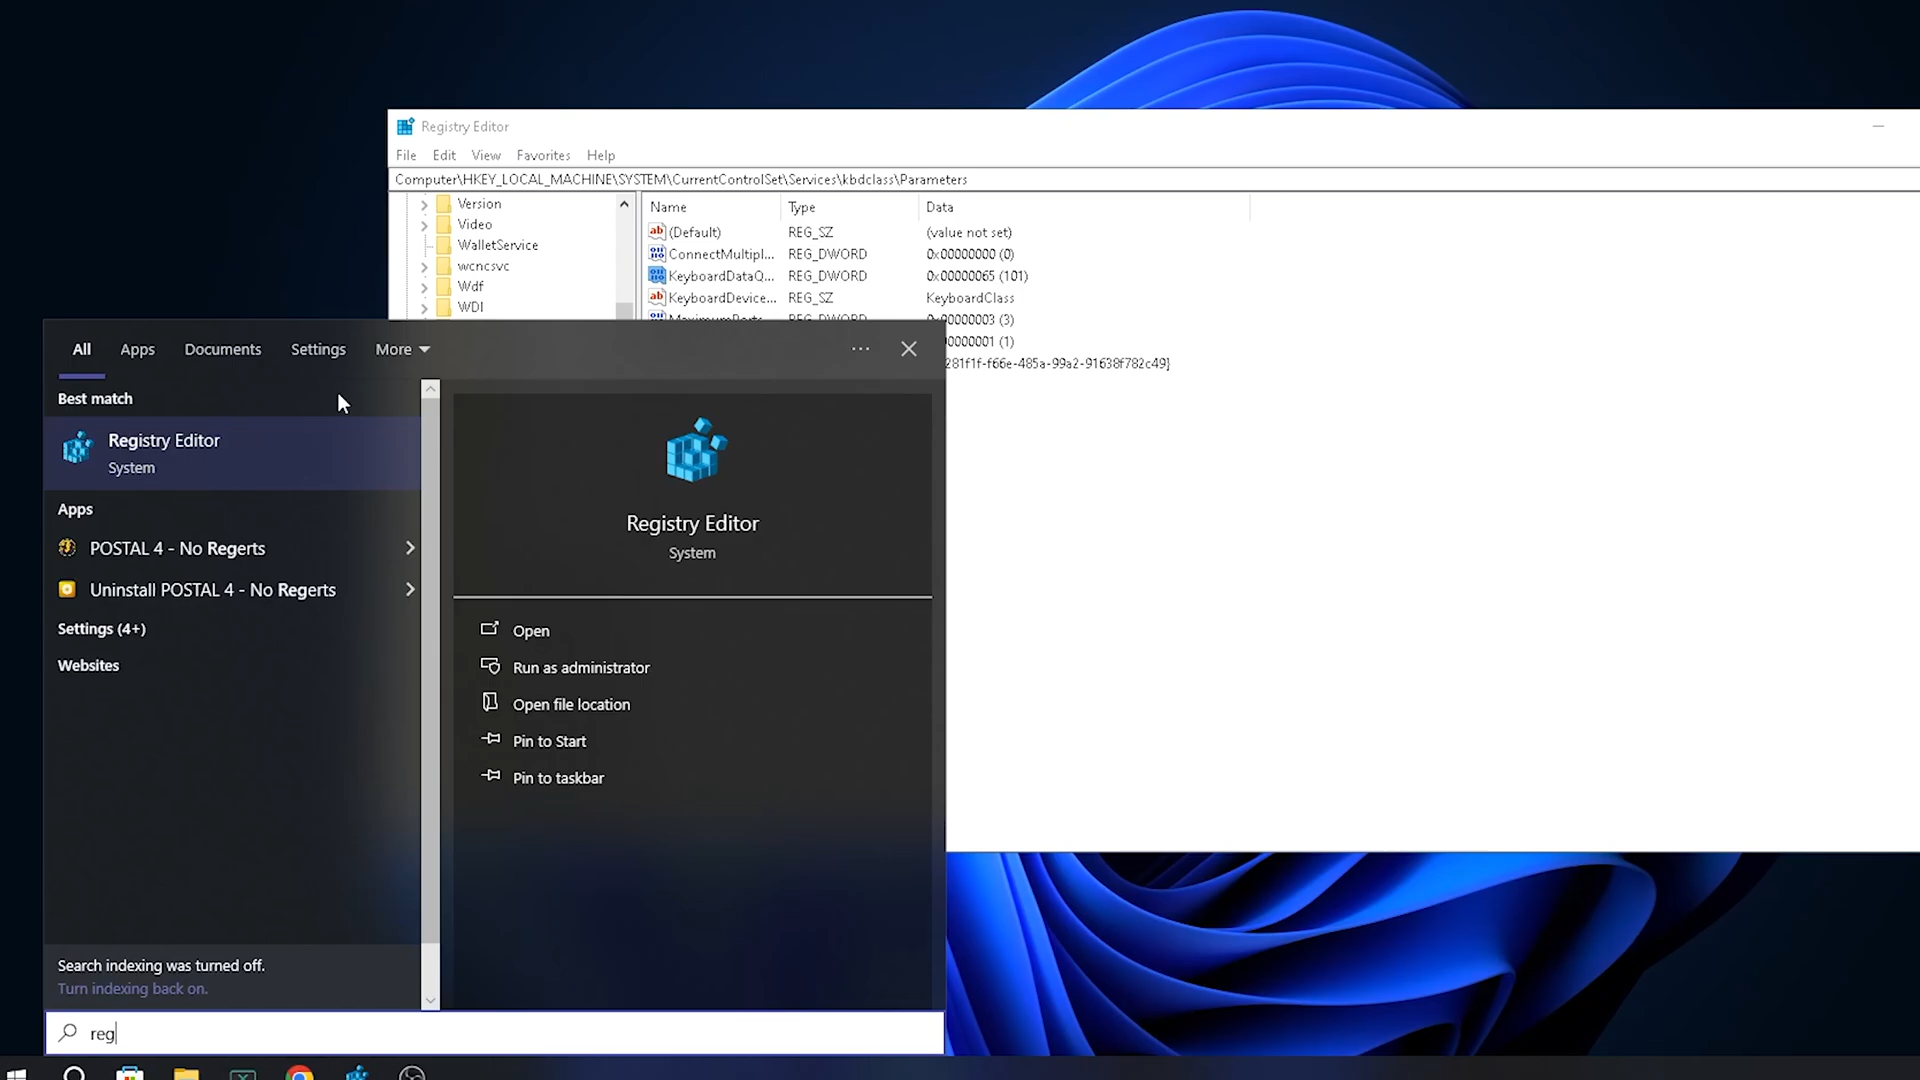 Registry Editor
File Edit View Favorites Help
Computer\HKEY_LOCAL_MACHINE\SYSTEM\CurrentControlSet\Services\kbdclass\Parameters
Version
Video
WalletService
wcncsvc
Wdf
WDI
Name Type Data
(Default) REG_SZ (value not set)
ConnectMultipl... REG_DWORD 0x00000000 (0)
KeyboardDataQ... REG_DWORD 0x00000065 (101)
KeyboardDevice... REG_SZ KeyboardClass
MaximumPorts REG_DWORD 0x00000003 (3)
0000001 (1)
281f1f-f66e-485a-99a2-91638f782c49}
All Apps Documents Settings More
Best match
Registry Editor
System
Apps
POSTAL 4 - No Regerts
Uninstall POSTAL 4 - No Regerts
Settings (4+)
Websites
Search indexing was turned off.
Turn indexing back on.
Registry Editor
System
Open
Run as administrator
Open file location
Pin to Start
Pin to taskbar
reg